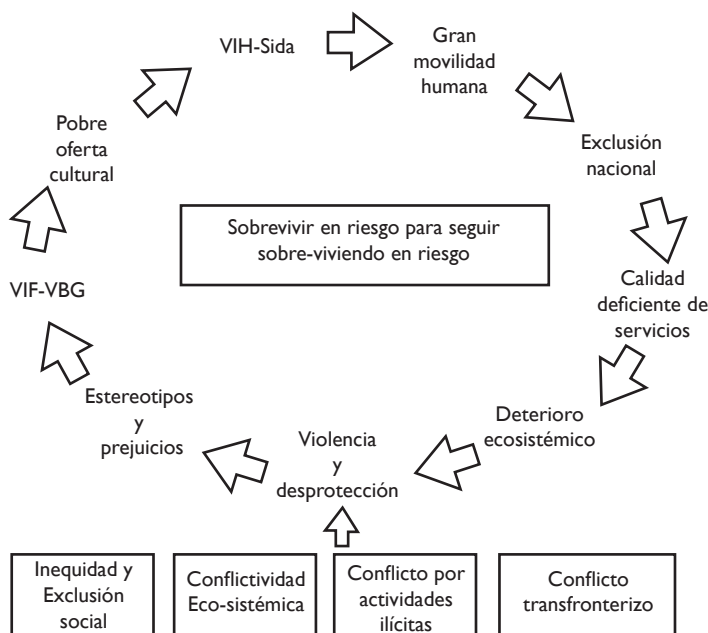 VIH-Sida
Gran
movilidad
humana
Exclusión
nacional
Calidad
deficiente de
servicios
Deterioro
ecosistémico
Violencia
y
desprotección
Estereotipos
y
prejuicios
VIF-VBG
Pobre
oferta
cultural
Sobrevivir en riesgo para seguir
sobre-viviendo en riesgo
Inequidad y
Exclusión
social
Conflictividad
Eco-sistémica
Conflicto por
actividades
ilícitas
Conflicto
transfronterizo